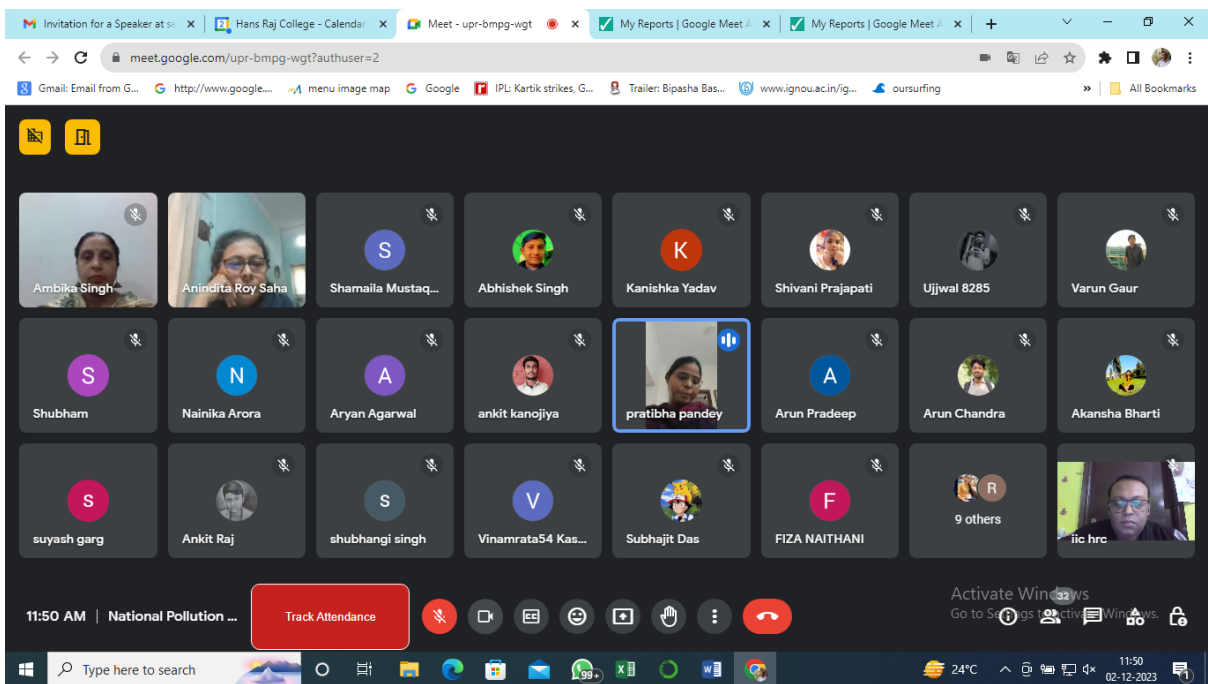 Invitation for a Speaker at se
Hans Raj College - Calendar
Meet - upr-bmpg-wgt
My Reports | Google Meet A
My Reports | Google Meet A
meet.google.com/upr-bmpg-wgt?authuser=2
Gmail: Email from G...
http://www.google....
menu image map
Google
IPL: Kartik strikes, G...
Trailer: Bipasha Bas...
www.ignou.ac.in/ig...
oursurfing
»
All Bookmarks
Ambika Singh
Anindita Roy Saha
S
Shamaila Mustaq...
Abhishek Singh
K
Kanishka Yadav
Shivani Prajapati
Ujjwal 8285
Varun Gaur
S
Shubham
N
Nainika Arora
A
Aryan Agarwal
ankit kanojiya
pratibha pandey
A
Arun Pradeep
Arun Chandra
Akansha Bharti
s
suyash garg
Ankit Raj
s
shubhangi singh
V
Vinamrata54 Kas...
Subhajit Das
F
FIZA NAITHANI
R
9 others
iic hrc
11:50 AM | National Pollution ...
Track Attendance
CC
Activate Windows
32
Go to Settings to activate Windows.
Type here to search
99+
24°C
11:50
02-12-2023
1